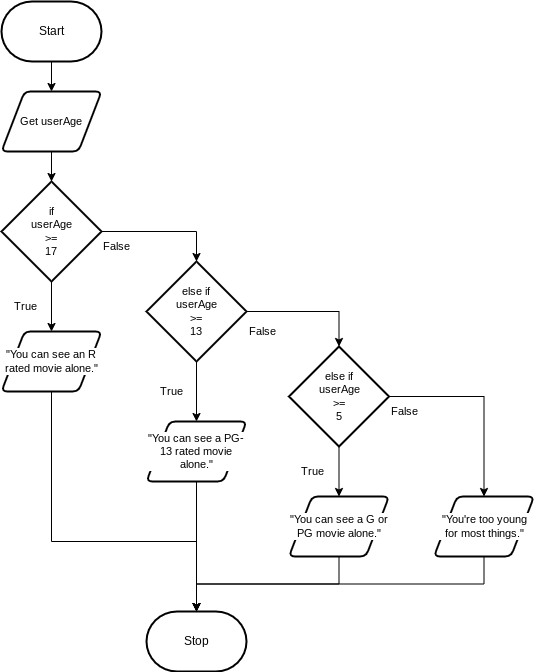 Start
Get userAge
if
userAge
>=
17
False
else if
userAge
>=
13
True
False
"You can see an R
rated movie alone."
else if
userAge
>=
5
True
False
"You can see a PG-
13 rated movie
alone."
True
"You can see a G or
PG movie alone."
"You're too young
for most things."
Stop